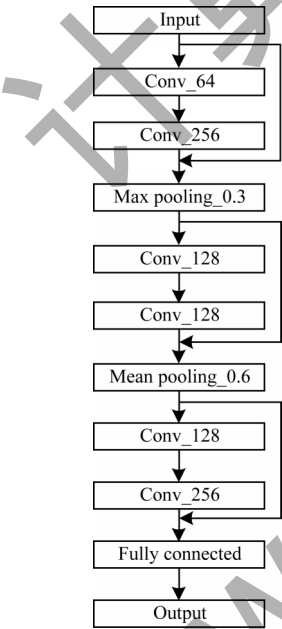 Input
Conv_64
Conv_256
Max pooling_0.3
Conv_128
Conv_128
Mean pooling_0.6
Conv_128
Conv_256
Fully connected
Output